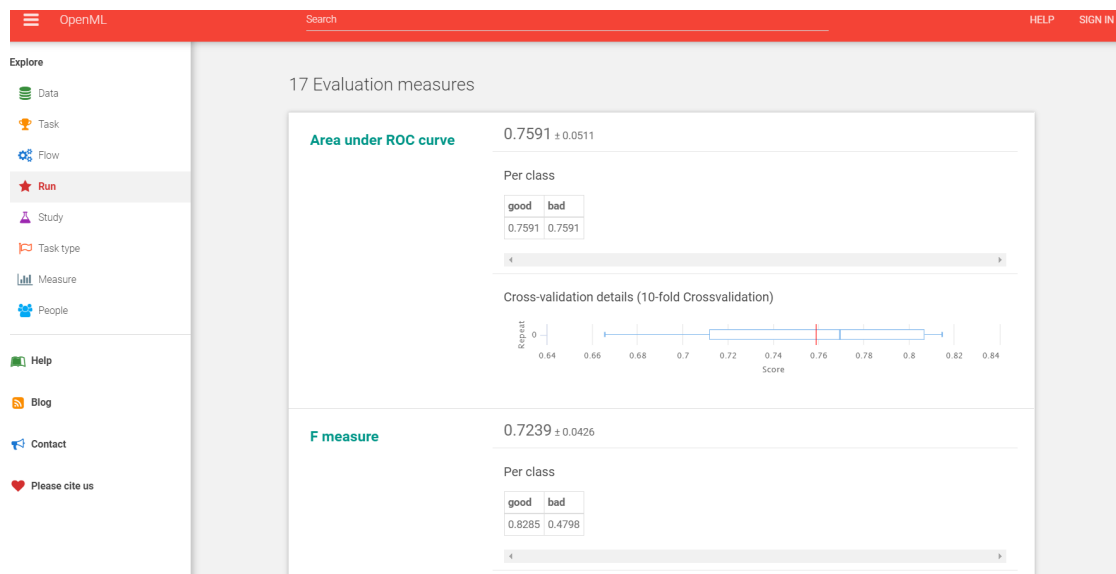 OpenML
Search
HELP SIGN IN
Explore
Data
Task
Flow
Run
Study
Task type
Measure
People
Help
Blog
Contact
Please cite us
17 Evaluation measures
Area under ROC curve
0.7591 ± 0.0511
Per class
good bad
0.7591 0.7591
Cross-validation details (10-fold Crossvalidation)
Repeat
0
0.64 0.66 0.68 0.7 0.72 0.74 0.76 0.78 0.8 0.82 0.84
Score
F measure
0.7239 ± 0.0426
Per class
good bad
0.8285 0.4798